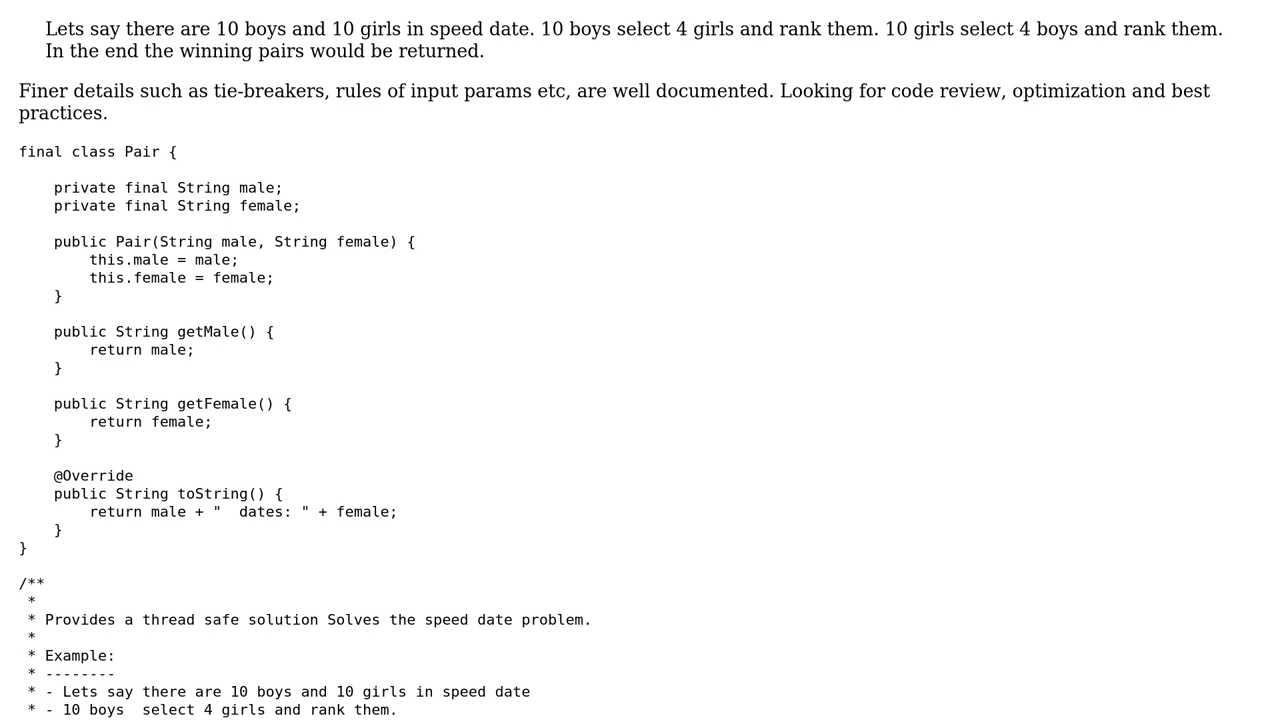 Lets say there are 10 boys and 10 girls in speed date. 10 boys select 4 girls and rank them. 10 girls select 4 boys and rank them.
In the end the winning pairs would be returned.
Finer details such as tie-breakers, rules of input params etc, are well documented. Looking for code review, optimization and best
practices.
final class Pair {
    private final String male;
    private final String female;
    public Pair(String male, String female) {
        this.male = male;
        this.female = female;
    }
    public String getMale() {
        return male;
    }
    public String getFemale() {
        return female;
    }
    @Override
    public String toString() {
        return male + "  dates: " + female;
    }
}
/**
 *
 * Provides a thread safe solution Solves the speed date problem.
 *
 * Example:
 * --------
 * - Lets say there are 10 boys and 10 girls in speed date
 * - 10 boys  select 4 girls and rank them.